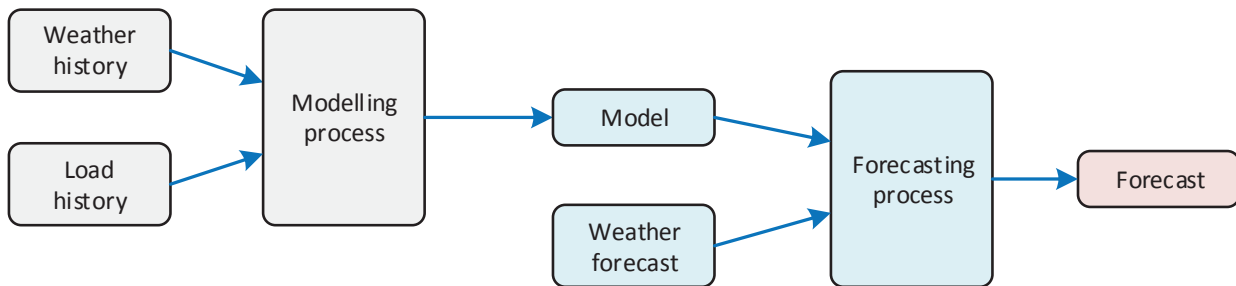 Weather
history
Load
history
Modelling
process
Model
Weather
forecast
Forecasting
process
Forecast